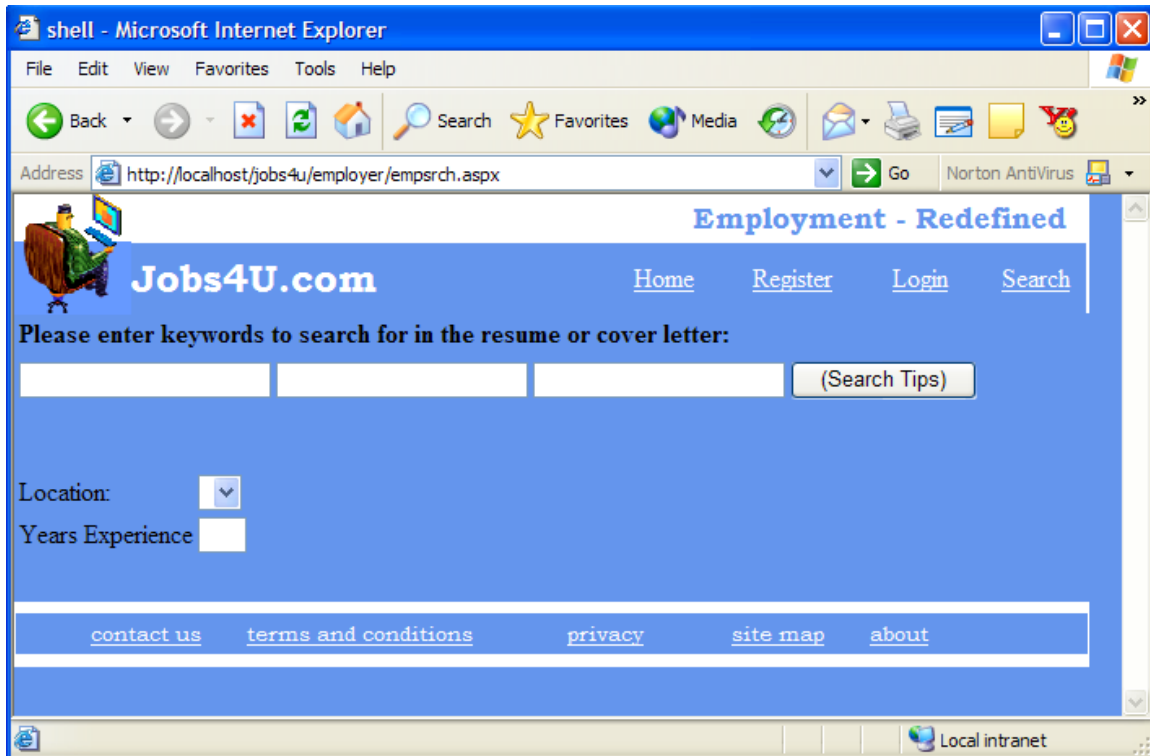 shell - Microsoft Internet Explorer
File Edit View Favorites Tools Help
Back Search Favorites Media »
Address http://localhost/jobs4u/employer/empsrch.aspx Go Norton AntiVirus
Employment - Redefined
Jobs4U.com Home Register Login Search
Please enter keywords to search for in the resume or cover letter:
(Search Tips)
Location:
Years Experience
contact us terms and conditions privacy site map about
Local intranet